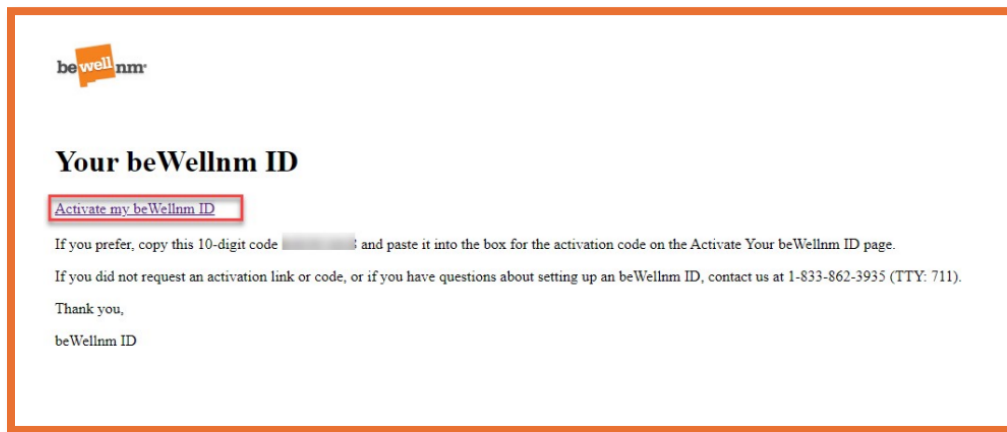 be well nm
Your beWellnm ID
Activate my beWellnm ID
If you prefer, copy this 10-digit code and paste it into the box for the activation code on the Activate Your beWellnm ID page.
If you did not request an activation link or code, or if you have questions about setting up an beWellnm ID, contact us at 1-833-862-3935 (TTY: 711).
Thank you,
beWellnm ID